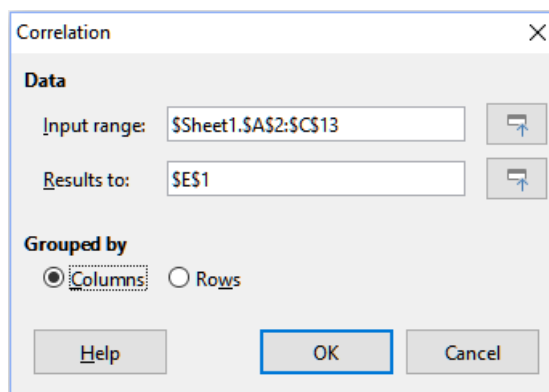 Correlation
Data
Input range: $Sheet1.$A$2:$C$13
Results to: $E$1
Grouped by
Columns Rows
Help OK Cancel